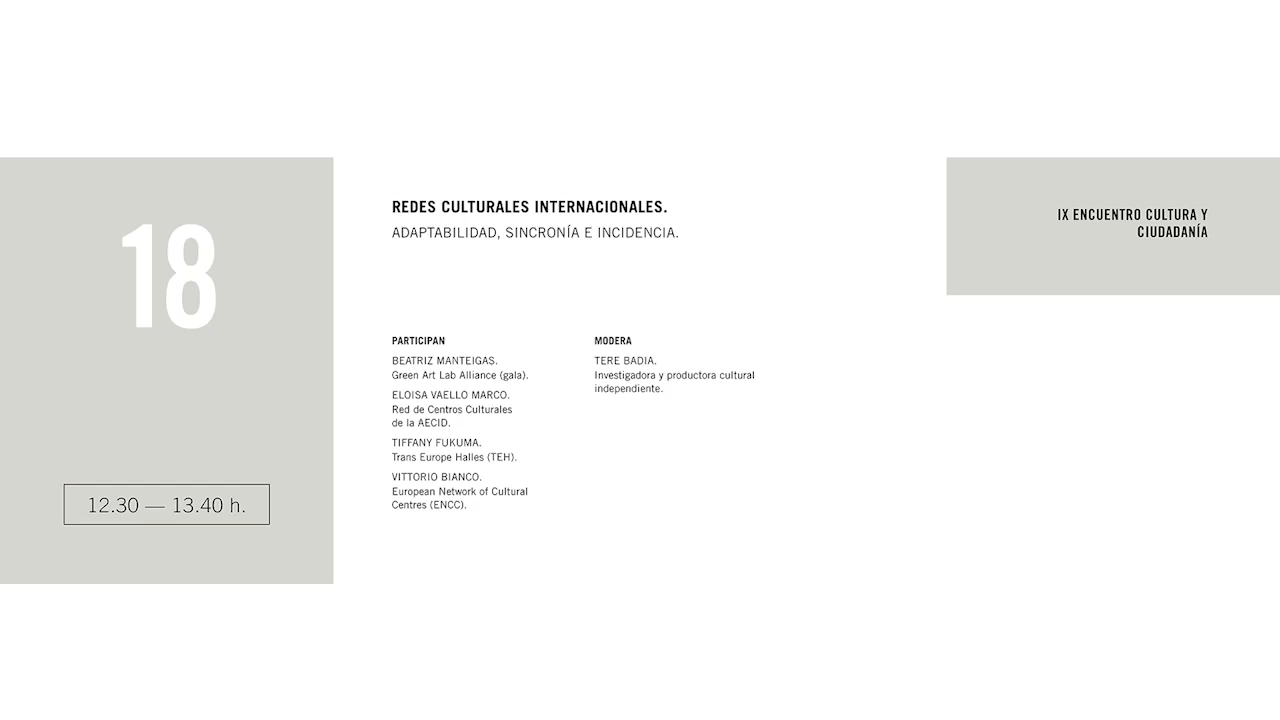 18
12.30 — 13.40 h.
REDES CULTURALES INTERNACIONALES.
ADAPTABILIDAD, SINCRONÍA E INCIDENCIA.
PARTICIPAN
BEATRIZ MANTEIGAS.
Green Art Lab Alliance (gala).
ELOISA VAELLO MARCO.
Red de Centros Culturales
de la AECID.
TIFFANY FUKUMA.
Trans Europe Halles (TEH).
VITTORIO BIANCO.
European Network of Cultural
Centres (ENCC).
MODERA
TERE BADIA.
Investigadora y productora cultural
independiente.
IX ENCUENTRO CULTURA Y
CIUDADANÍA